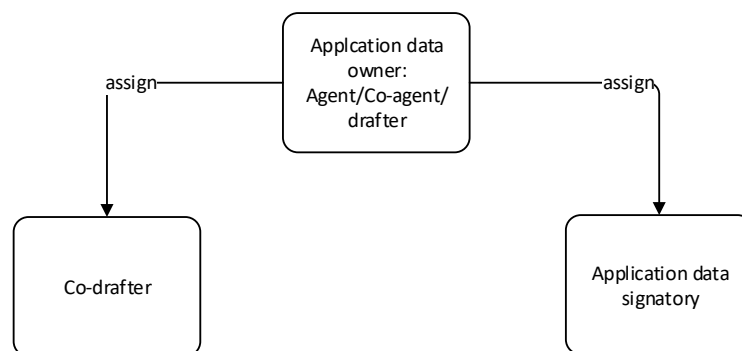 Applcation data
owner:
Agent/Co-agent/
drafter
assign
assign
Co-drafter
Application data
signatory